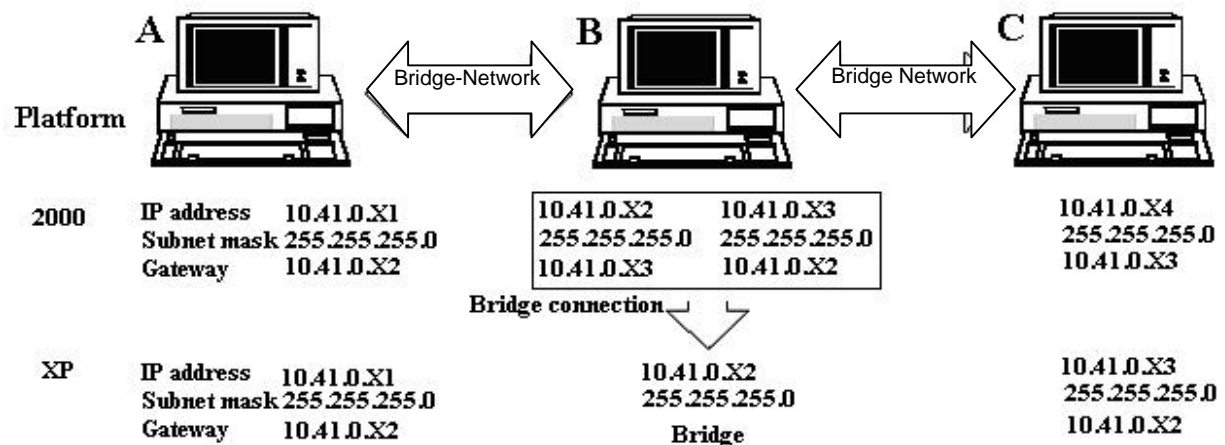 A
B
C
Bridge-Network
Bridge Network
Platform
2000
IP address 10.41.0.X1
Subnet mask 255.255.255.0
Gateway 10.41.0.X2
10.41.0.X2 10.41.0.X3
255.255.255.0 255.255.255.0
10.41.0.X3 10.41.0.X2
10.41.0.X4
255.255.255.0
10.41.0.X3
Bridge connection
XP
IP address 10.41.0.X1
Subnet mask 255.255.255.0
Gateway 10.41.0.X2
10.41.0.X2
255.255.255.0
Bridge
10.41.0.X3
255.255.255.0
10.41.0.X2